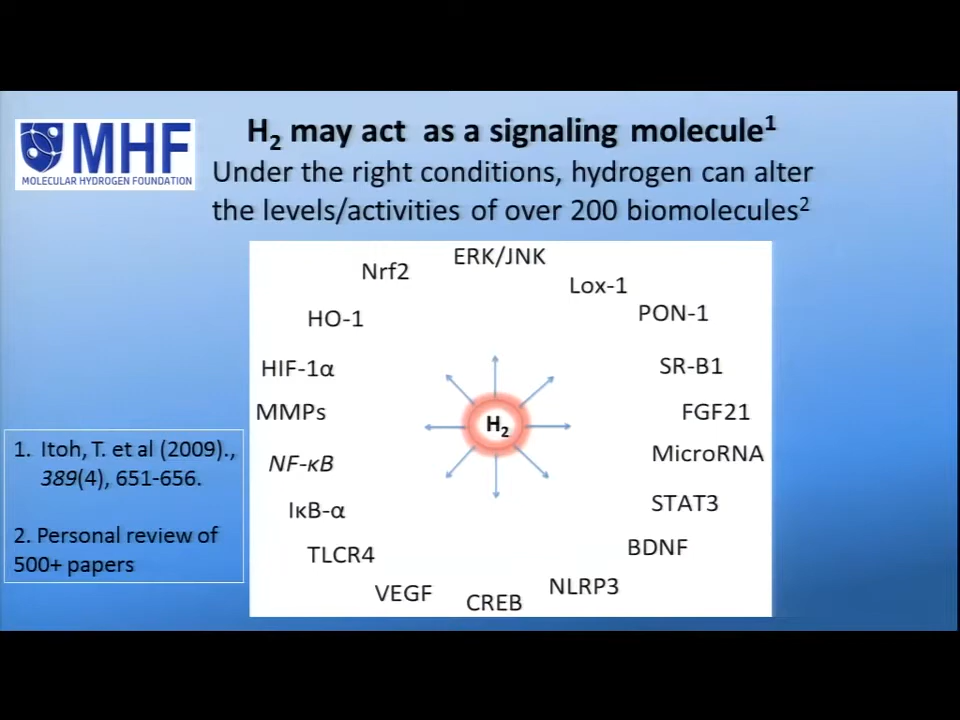 MHF
MOLECULAR HYDROGEN FOUNDATION
H₂ may act as a signaling molecule¹
Under the right conditions, hydrogen can alter
the levels/activities of over 200 biomolecules²
ERK/JNK
Nrf2
Lox-1
HO-1
PON-1
HIF-1α
SR-B1
MMPs
FGF21
H₂
NF-κB
MicroRNA
IκB-α
STAT3
TLCR4
BDNF
VEGF
NLRP3
CREB
1. Itoh, T. et al (2009).,
389(4), 651-656.
2. Personal review of
500+ papers